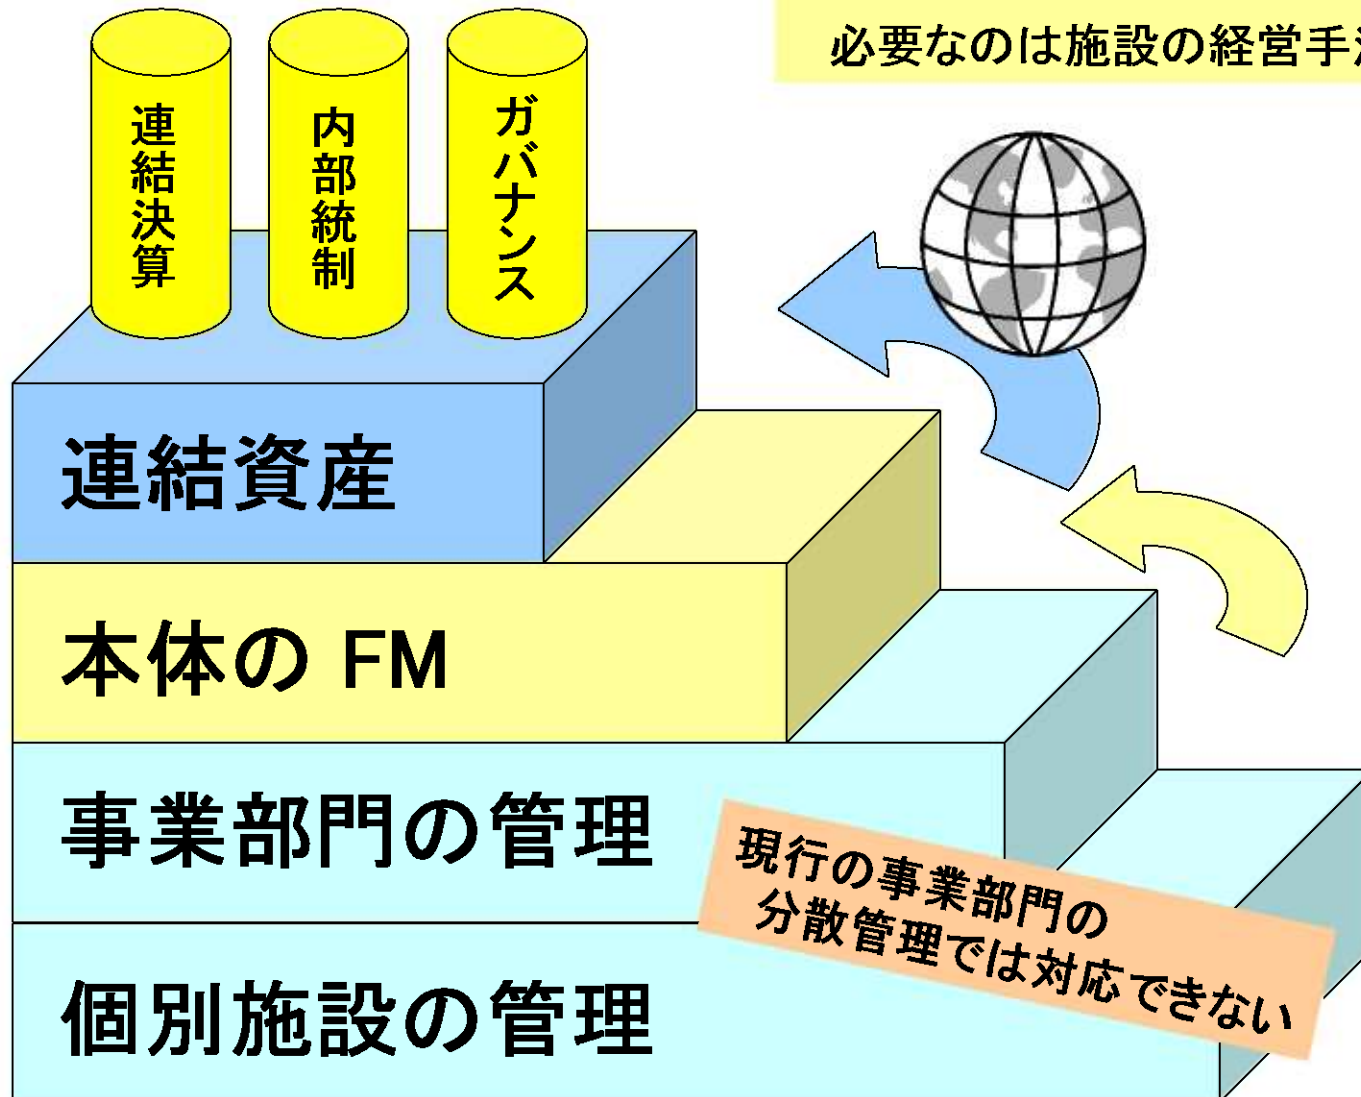 必要なのは施設の経営手
連結決算
内部統制
ガバナンス
連結資産
本体の FM
事業部門の管理
現行の事業部門の
分散管理では対応できない
個別施設の管理